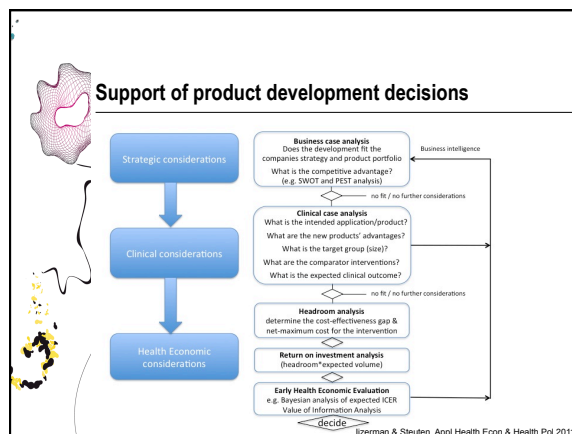 Support of product development decisions
Strategic considerations
Clinical considerations
Health Economic
considerations
Business case analysis
Does the development fit the
companies strategy and product portfolio
What is the competitive advantage?
(e.g. SWOT and PEST analysis)
Business intelligence
no fit / no further considerations
Clinical case analysis
What is the intended application/product?
What are the new products' advantages?
What is the target group (size)?
What are the comparator interventions?
What is the expected clinical outcome?
no fit / no further considerations
Headroom analysis
determine the cost-effectiveness gap &
net-maximum cost for the intervention
Return on investment analysis
(headroom*expected volume)
Early Health Economic Evaluation
e.g. Bayesian analysis of expected ICER
Value of Information Analysis
decide
Ijzerman & Steuten, Appl Health Econ & Health Pol 201